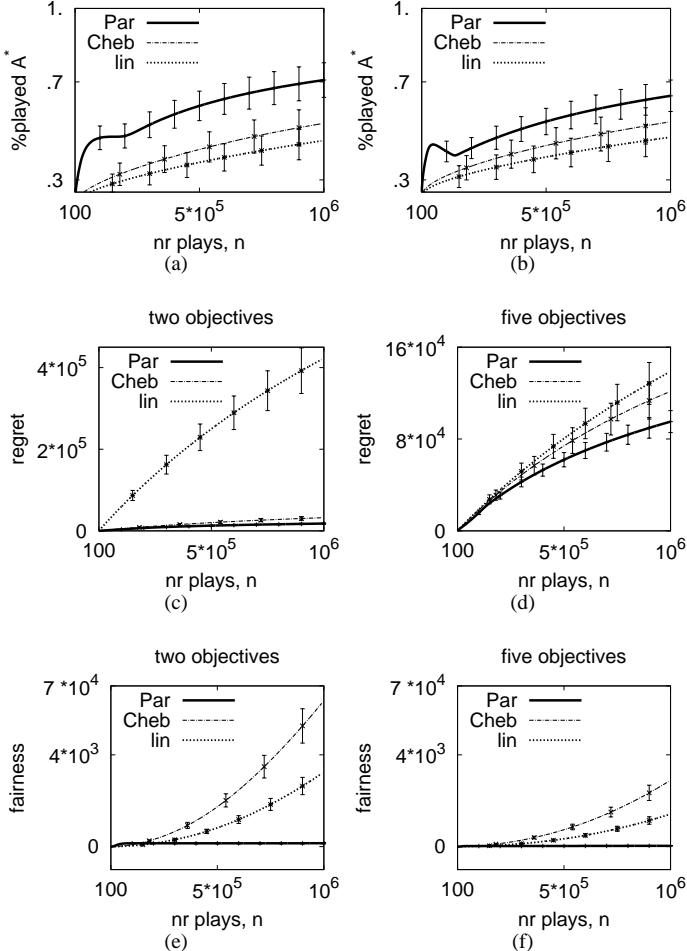 1.
.7
.3
%played A*
Par
Cheb
lin
100
5*10^5
10^6
nr plays, n
(a)
1.
.7
.3
%played A*
Par
Cheb
lin
100
5*10^5
10^6
nr plays, n
(b)
two objectives
4*10^5
2*10^5
0
regret
Par
Cheb
lin
100
5*10^5
10^6
nr plays, n
(c)
five objectives
16*10^4
8*10^4
0
regret
Par
Cheb
lin
100
5*10^5
10^6
nr plays, n
(d)
two objectives
7 *10^4
4*10^3
0
fairness
Par
Cheb
lin
100
5*10^5
10^6
nr plays, n
(e)
five objectives
7 *10^4
4*10^3
0
fairness
Par
Cheb
lin
100
5*10^5
10^6
nr plays, n
(f)